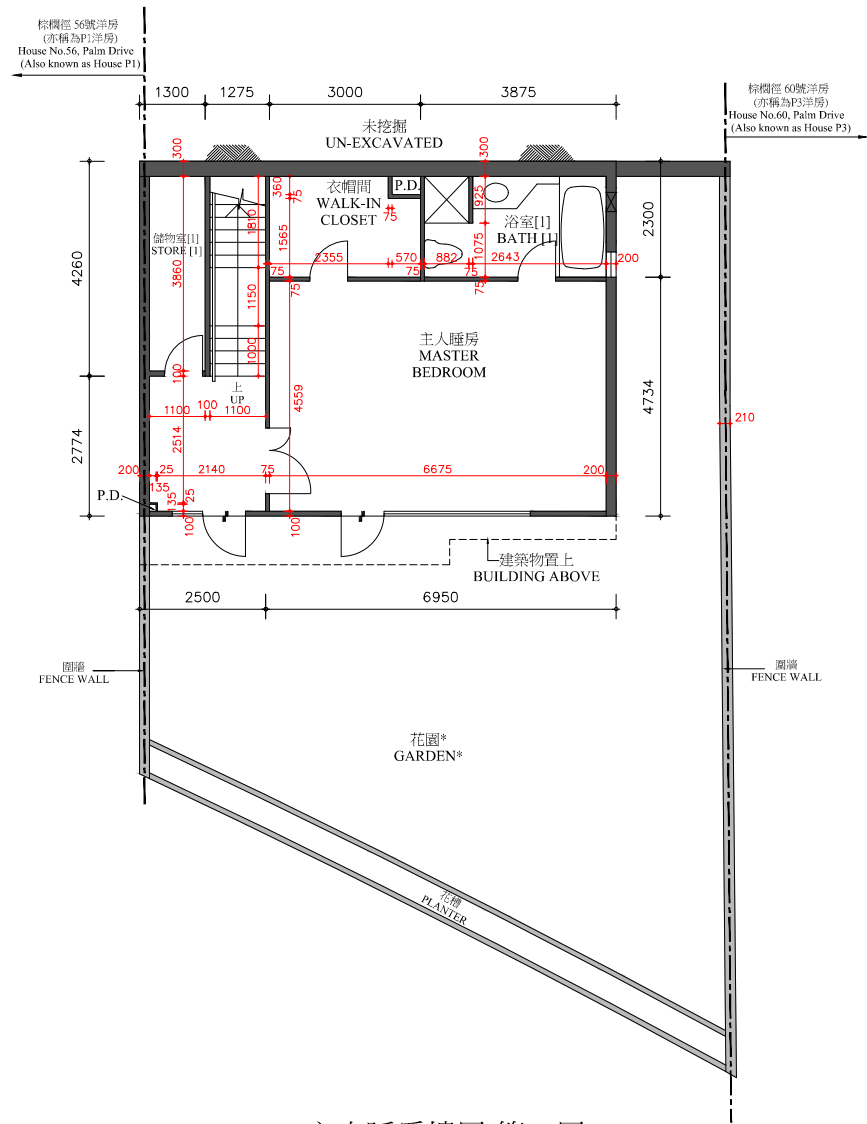 棕櫚徑 56號洋房
(亦稱為P1洋房)
House No.56, Palm Drive
(Also known as House P1)
棕櫚徑 60號洋房
(亦稱為P3洋房)
House No.60, Palm Drive
(Also known as House P3)
1300
1275
3000
3875
未挖掘
UN-EXCAVATED
300
300
衣帽間
WALK-IN
CLOSET
P.D.
360
75
75
925
浴室[1]
BATH [1]
儲物室[1]
STORE [1]
1810
1565
1075
2300
4260
3860
2355
570
882
2643
200
75
75
75
75
75
1150
1000
主人睡房
MASTER
BEDROOM
100
上
UP
4559
4734
1100
100
1100
210
2774
2514
200
25
2140
75
6675
200
135
P.D.
135
25
100
100
建築物置上
BUILDING ABOVE
2500
6950
圍牆
FENCE WALL
圍牆
FENCE WALL
花園*
GARDEN*
花槽
PLANTER